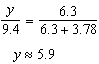 y/9.4 = 6.3/(6.3 + 3.78)
y ≈ 5.9